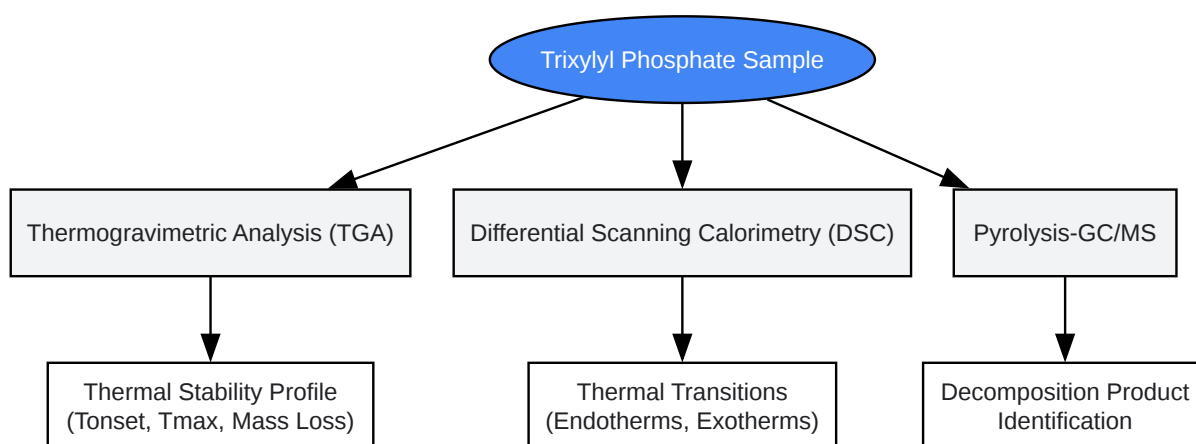 Trixylyl Phosphate Sample
Thermogravimetric Analysis (TGA)
Differential Scanning Calorimetry (DSC)
Pyrolysis-GC/MS
Thermal Stability Profile
(Tonset, Tmax, Mass Loss)
Thermal Transitions
(Endotherms, Exotherms)
Decomposition Product
Identification